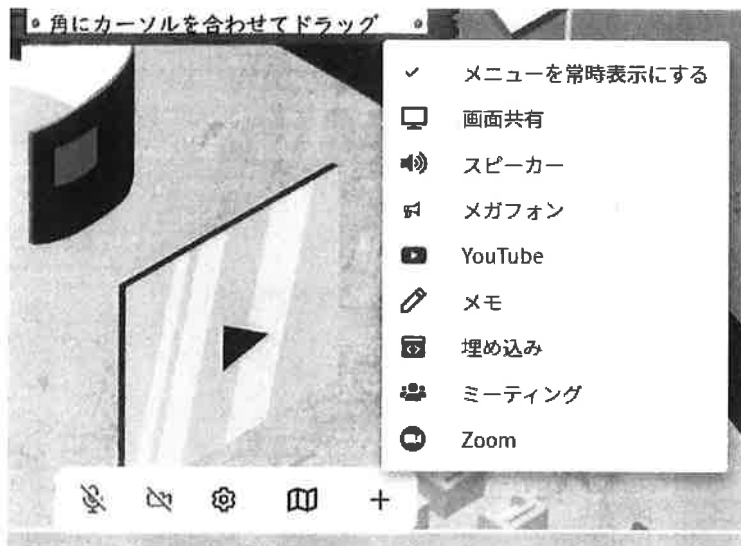 角にカーソルを合わせてドラッグ
メニューを常時表示にする
画面共有
スピーカー
メガフォン
YouTube
メモ
埋め込み
ミーティング
Zoom